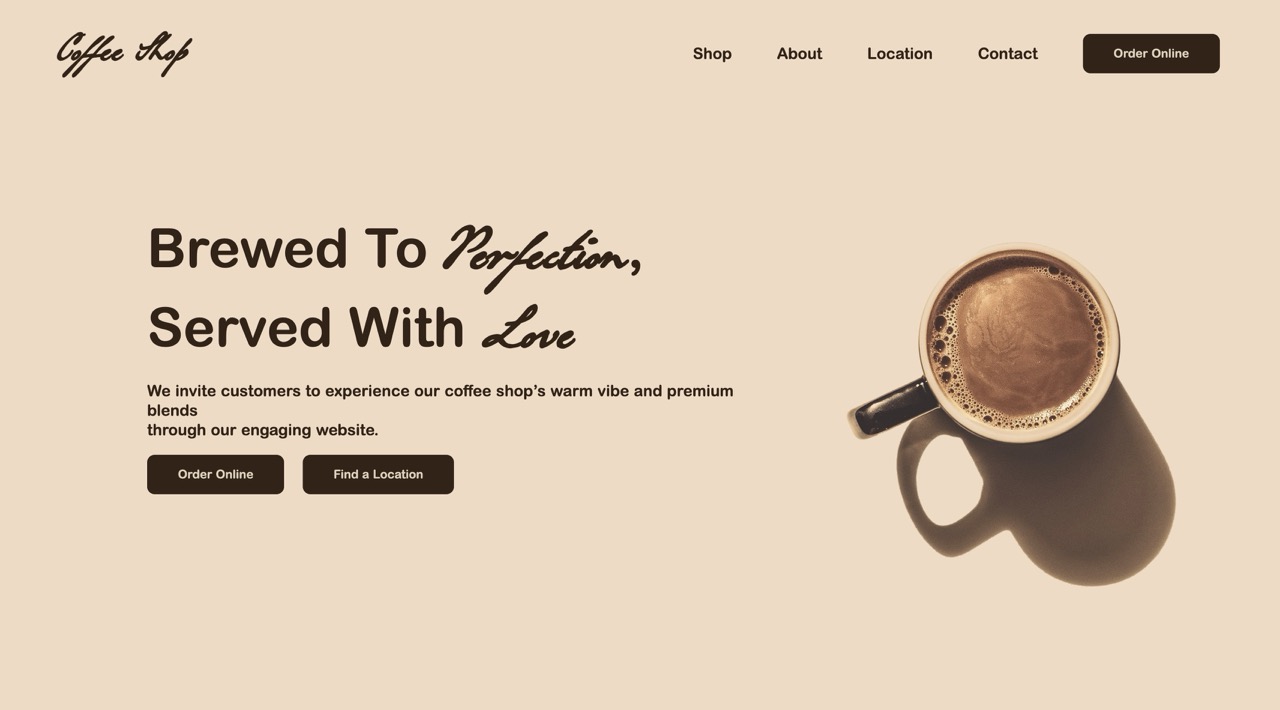 Coffee Shop
Shop About Location Contact Order Online
Brewed To Perfection,
Served With Love
We invite customers to experience our coffee shop’s warm vibe and premium
blends
through our engaging website.
Order Online Find a Location